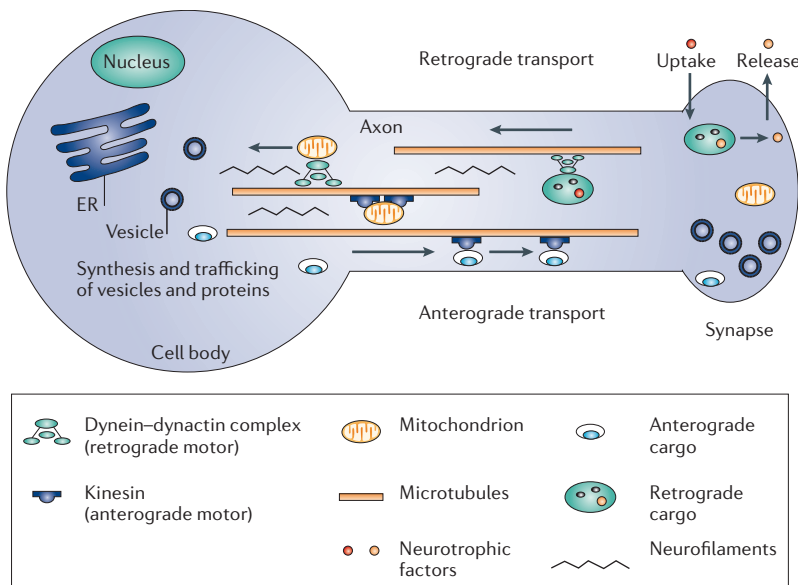 Nucleus
Retrograde transport
Uptake
Release
Axon
ER
Vesicle
Synthesis and trafficking
of vesicles and proteins
Anterograde transport
Synapse
Cell body
Dynein–dynactin complex
(retrograde motor)
Mitochondrion
Anterograde
cargo
Kinesin
(anterograde motor)
Microtubules
Retrograde
cargo
Neurotrophic
factors
Neurofilaments